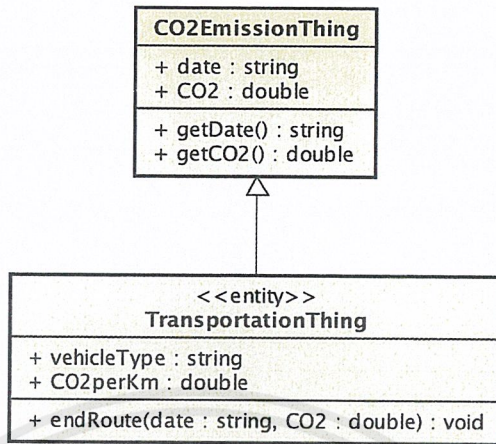 CO2EmissionThing
+ date : string
+ CO2 : double
+ getDate() : string
+ getCO2() : double
<<entity>>
TransportationThing
+ vehicleType : string
+ CO2perKm : double
+ endRoute(date : string, CO2 : double) : void